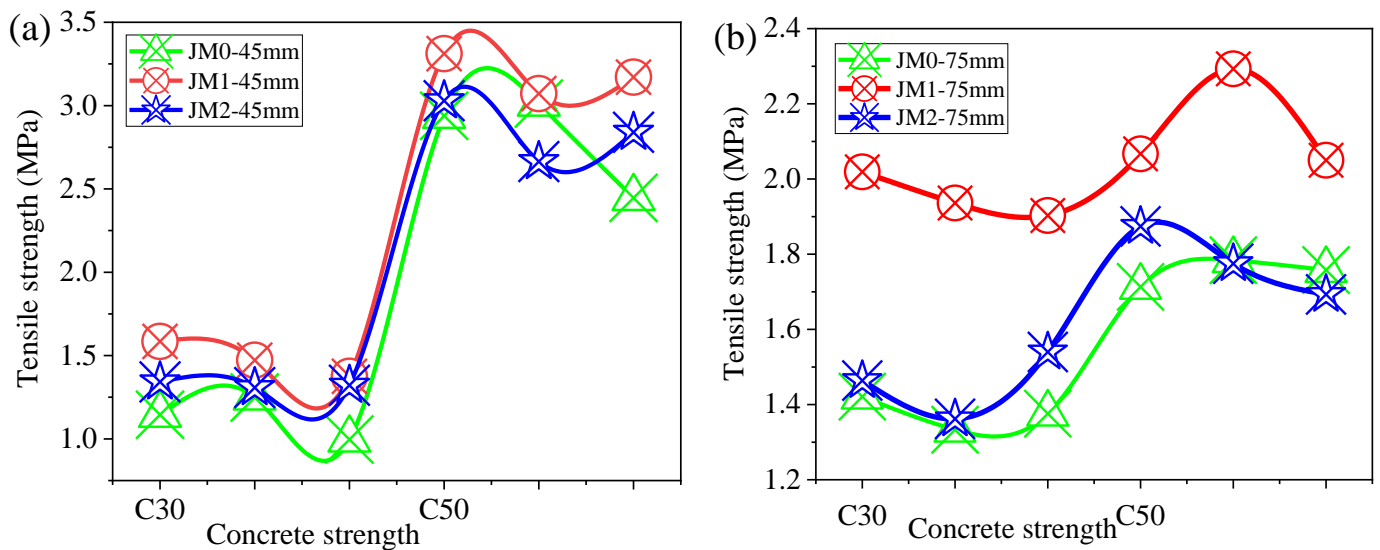 (a)
Tensile strength (MPa)
3.5
3.0
2.5
2.0
1.5
1.0
JM0-45mm
JM1-45mm
JM2-45mm
C30
C50
Concrete strength
(b)
Tensile strength (MPa)
2.4
2.2
2.0
1.8
1.6
1.4
1.2
JM0-75mm
JM1-75mm
JM2-75mm
C30
C50
Concrete strength